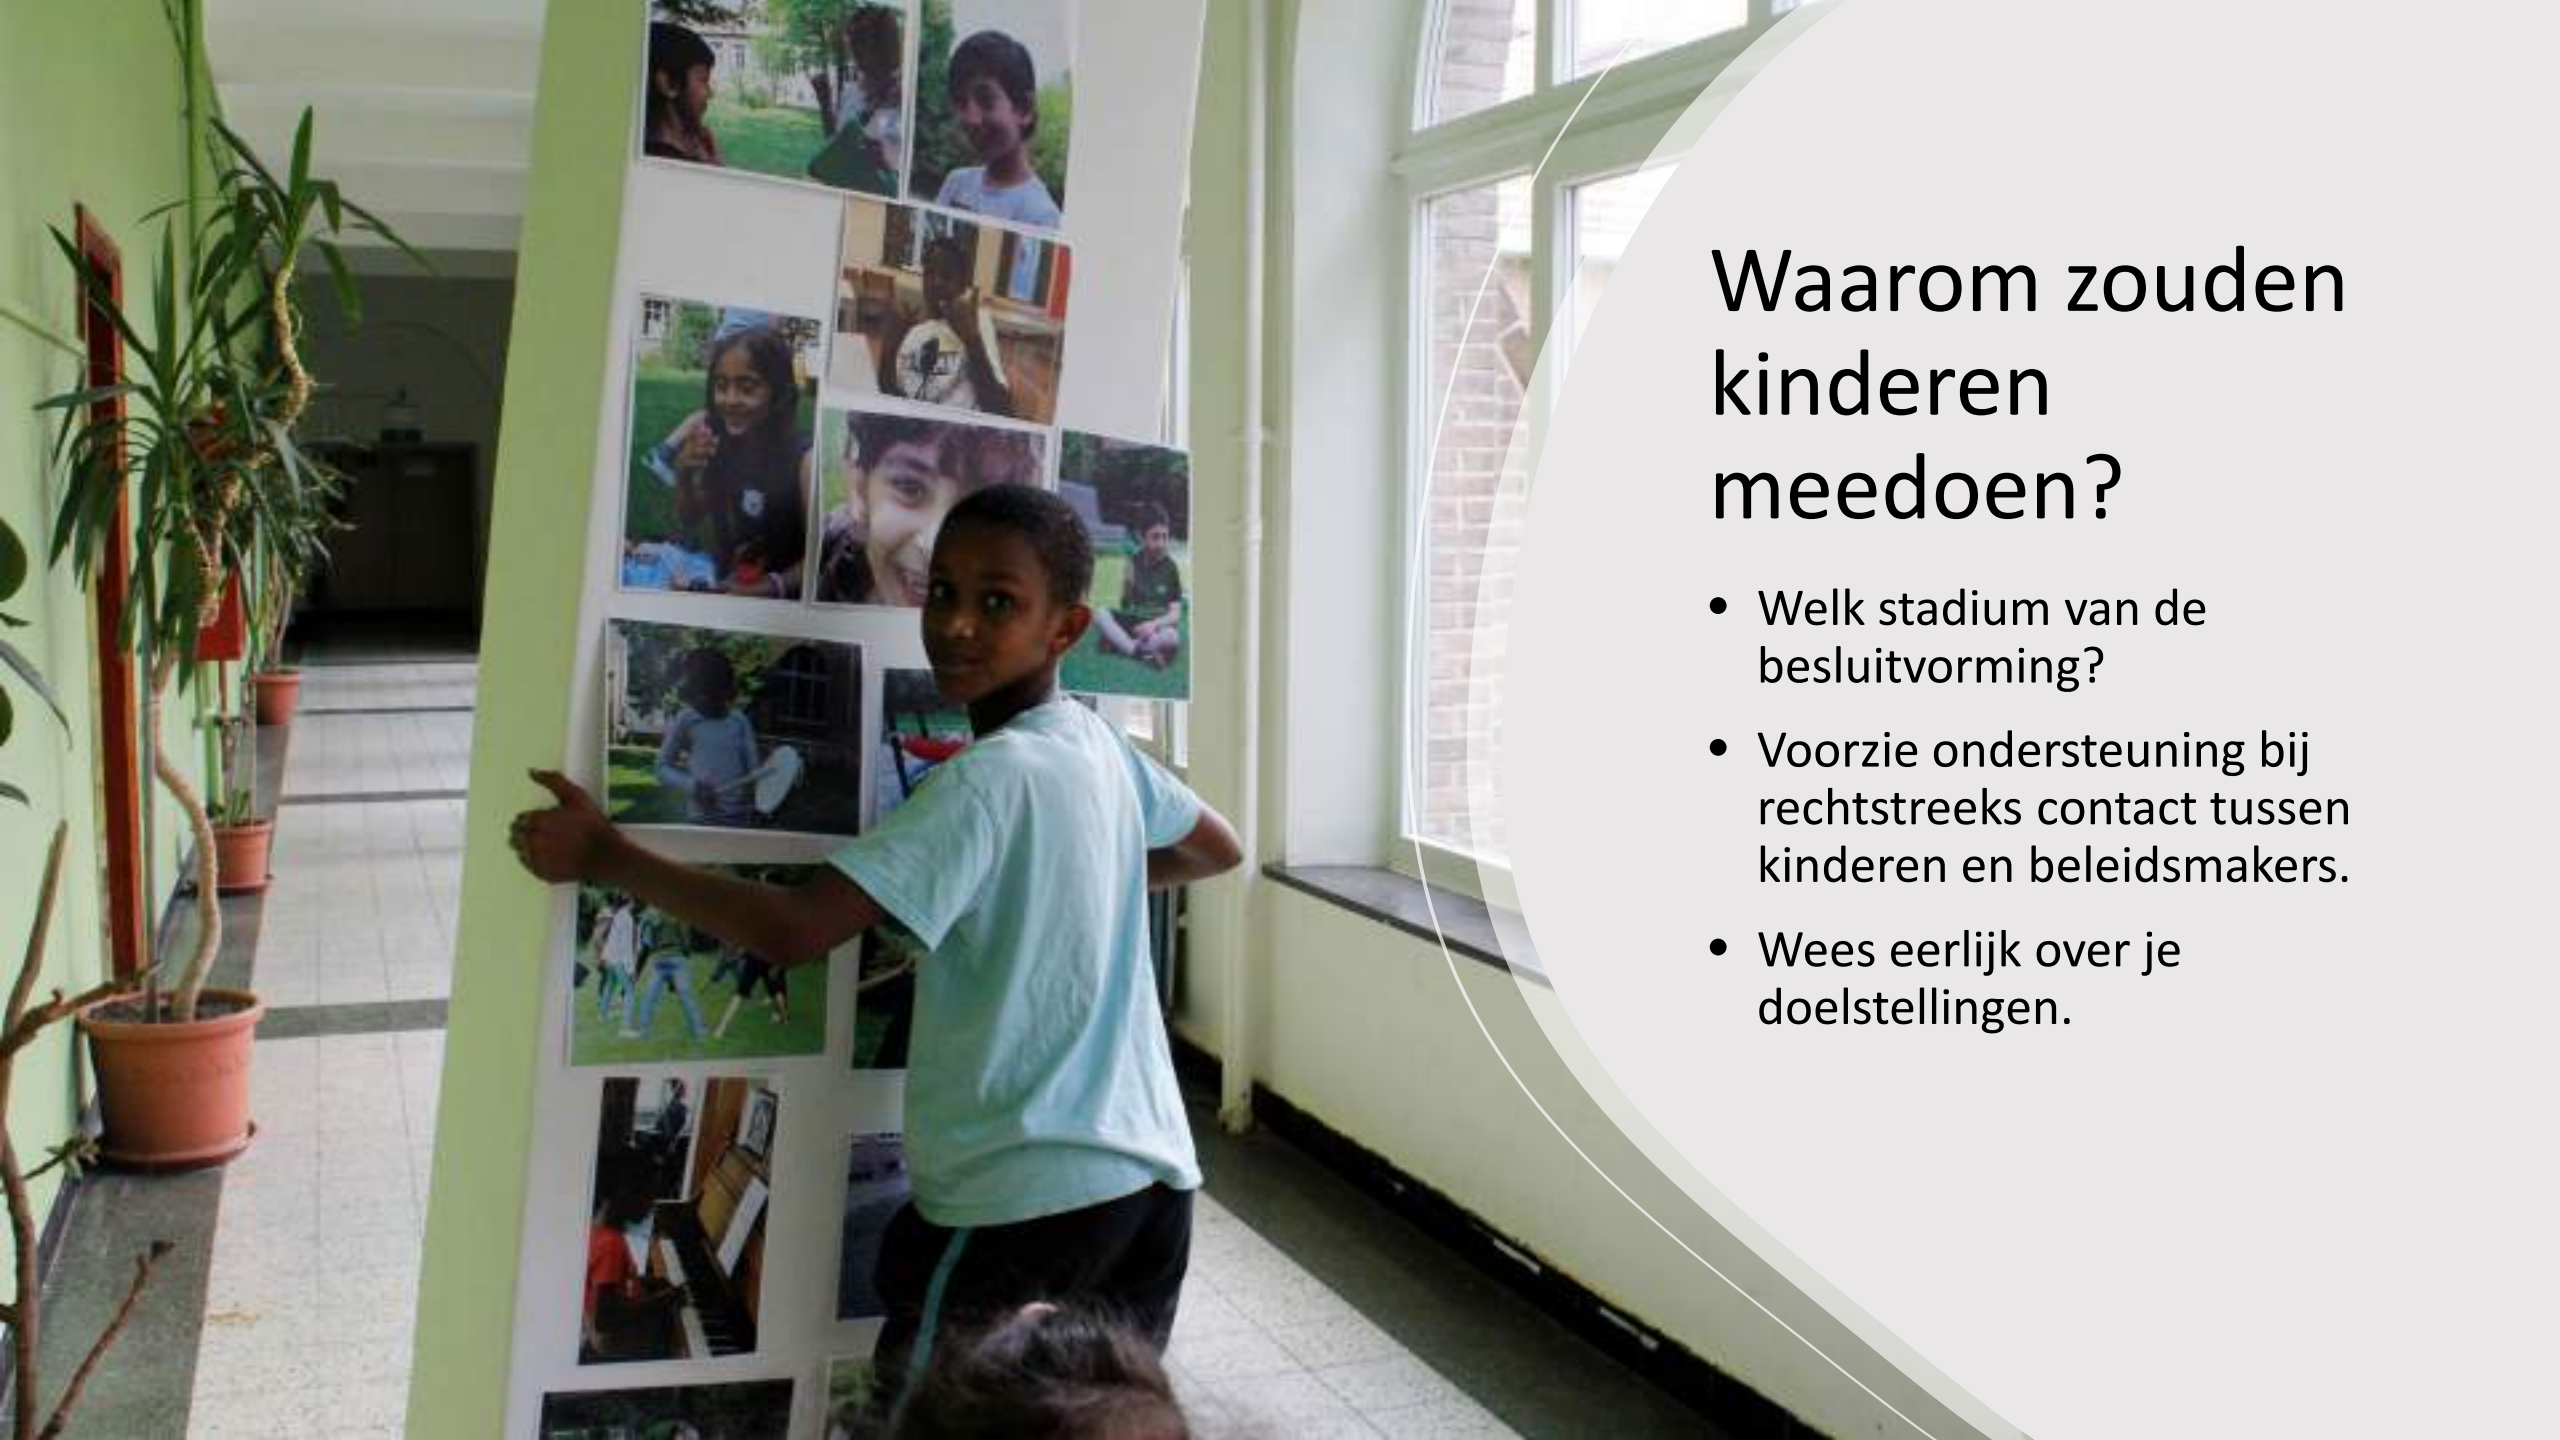 Waarom zouden
kinderen
meedoen?
• Welk stadium van de
besluitvorming?
• Voorzie ondersteuning bij
rechtstreeks contact tussen
kinderen en beleidsmakers.
• Wees eerlijk over je
doelstellingen.